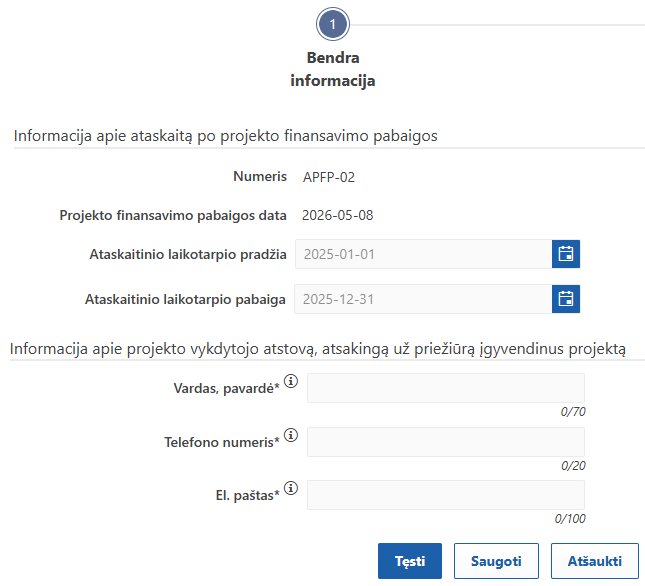 1
Bendra
informacija
Informacija apie ataskaitą po projekto finansavimo pabaigos
Numeris APFP-02
Projekto finansavimo pabaigos data 2026-05-08
Ataskaitinio laikotarpio pradžia 2025-01-01
Ataskaitinio laikotarpio pabaiga 2025-12-31
Informacija apie projekto vykdytojo atstovą, atsakingą už priežiūrą įgyvendinus projektą
Vardas, pavardė*
0/70
Telefono numeris*
0/20
El. paštas*
0/100
Tęsti Saugoti Atšaukti